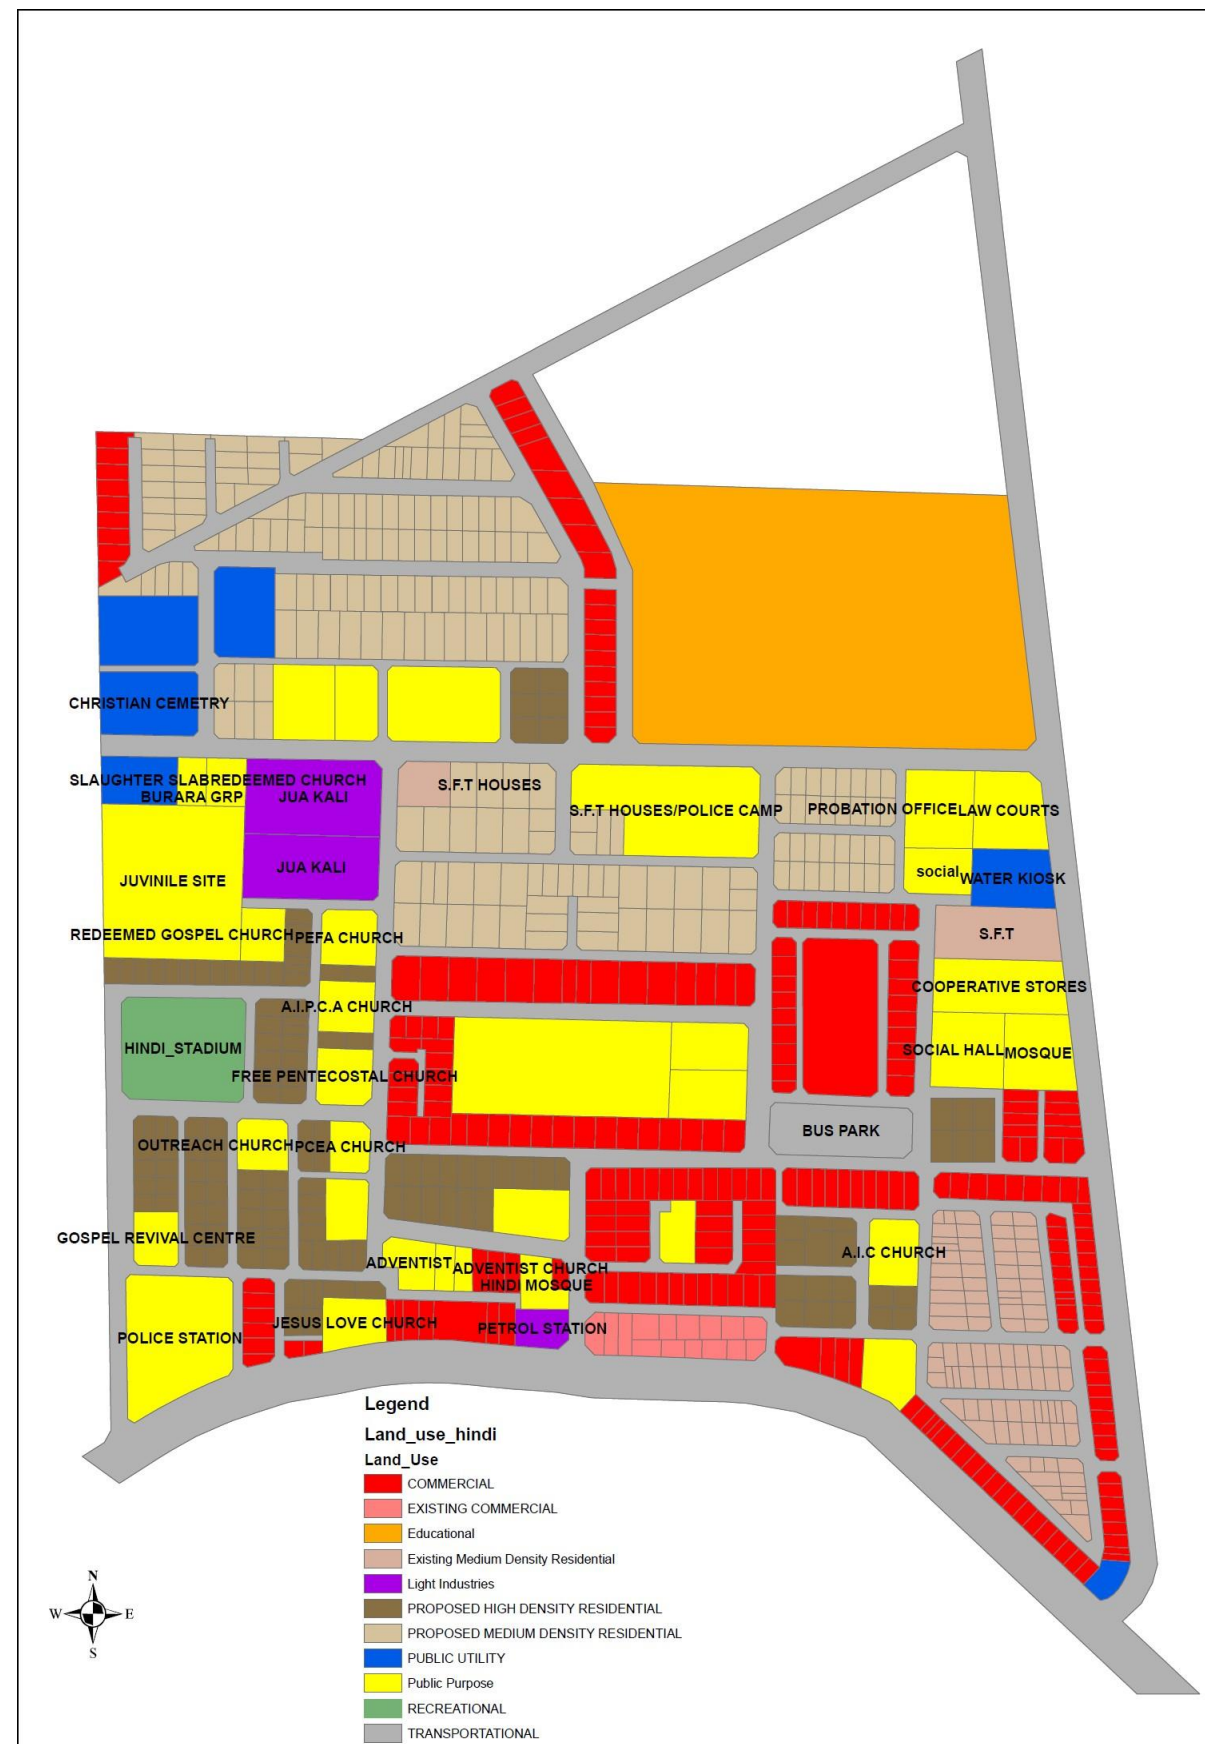 CHRISTIAN CEMETRY
SLAUGHTER SLAB
REDEEMED CHURCH
BURARA GRP
JUA KALI
S.F.T HOUSES
S.F.T HOUSES/POLICE CAMP
PROBATION OFFICE
LAW COURTS
JUA KALI
JUVINILE SITE
social
WATER KIOSK
REDEEMED GOSPEL CHURCH
PEFA CHURCH
S.F.T
A.I.P.C.A CHURCH
COOPERATIVE STORES
HINDI_STADIUM
SOCIAL HALL
MOSQUE
FREE PENTECOSTAL CHURCH
BUS PARK
OUTREACH CHURCH
PCEA CHURCH
GOSPEL REVIVAL CENTRE
A.I.C CHURCH
ADVENTIST
ADVENTIST CHURCH
HINDI MOSQUE
POLICE STATION
JESUS LOVE CHURCH
PETROL STATION
Legend
Land_use_hindi
Land_Use
COMMERCIAL
EXISTING COMMERCIAL
Educational
Existing Medium Density Residential
Light Industries
PROPOSED HIGH DENSITY RESIDENTIAL
PROPOSED MEDIUM DENSITY RESIDENTIAL
PUBLIC UTILITY
Public Purpose
RECREATIONAL
TRANSPORTATIONAL
N
W E
S